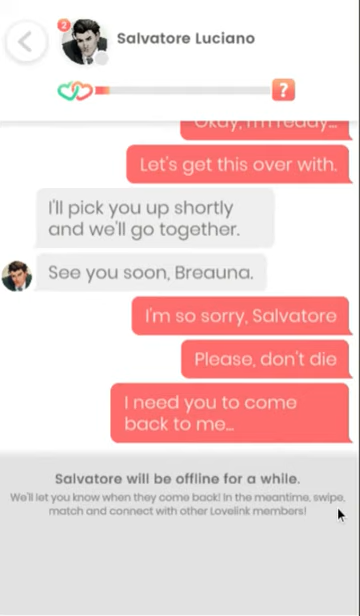 2
Salvatore Luciano
?
Okay, I'm ready...
Let's get this over with.
I'll pick you up shortly
and we'll go together.
See you soon, Breauna.
I'm so sorry, Salvatore
Please, don't die
I need you to come
back to me...
Salvatore will be offline for a while.
We'll let you know when they come back! In the meantime, swipe,
match and connect with other Lovelink members!